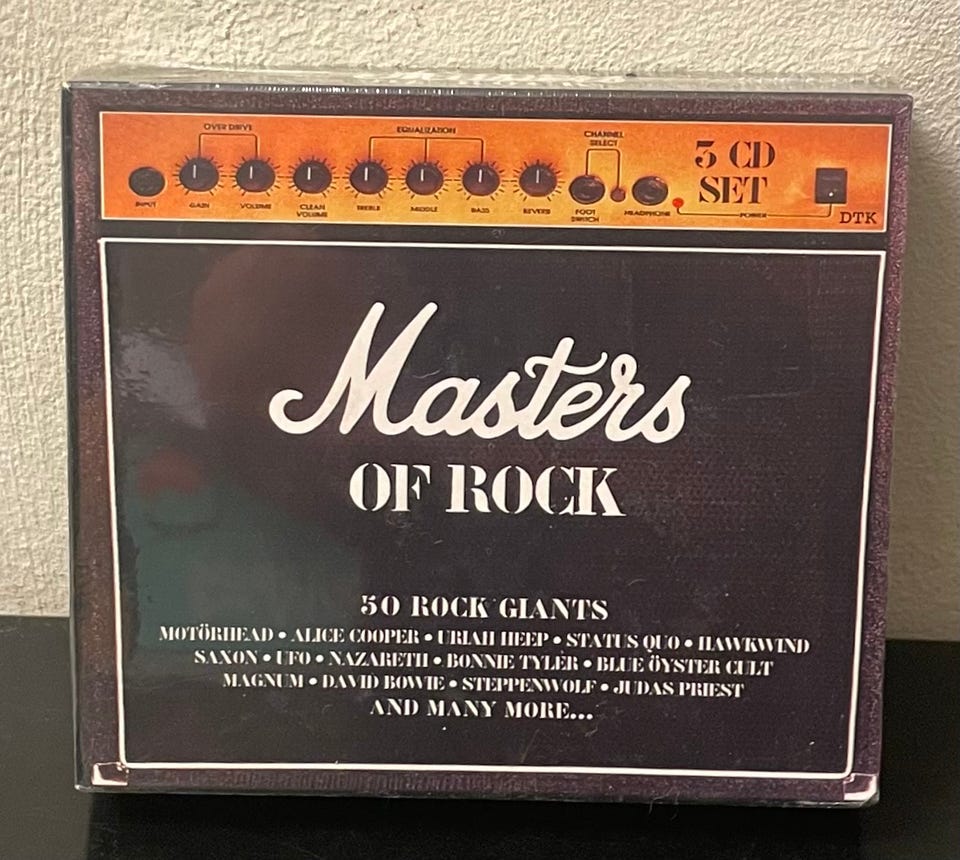 OVER DRIVE
EQUALIZATION
CHANNEL
SELECT
3 CD
SET
INPUT
GAIN
VOLUME
CLEAN
VOLUME
TREBLE
MIDDLE
BASS
REVERB
FOOT
SWITCH
HEADPHONE
POWER
DTK
Masters
OF ROCK
50 ROCK GIANTS
MOTÖRHEAD • ALICE COOPER • URIAH HEEP • STATUS QUO • HAWKWIND
SAXON • UFO • NAZARETH • BONNIE TYLER • BLUE ÖYSTER CULT
MAGNUM • DAVID BOWIE • STEPPENWOLF • JUDAS PRIEST
AND MANY MORE...